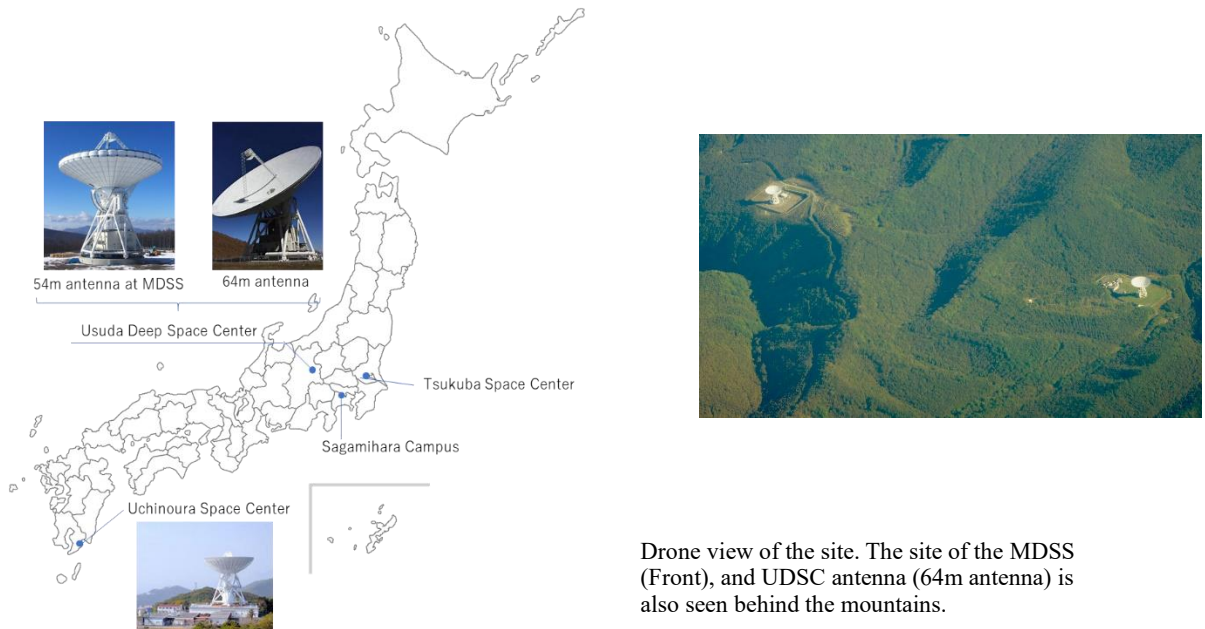 54m antenna at MDSS
64m antenna
Usuda Deep Space Center
Tsukuba Space Center
Sagamihara Campus
Uchinoura Space Center
Drone view of the site. The site of the MDSS
(Front), and UDSC antenna (64m antenna) is
also seen behind the mountains.